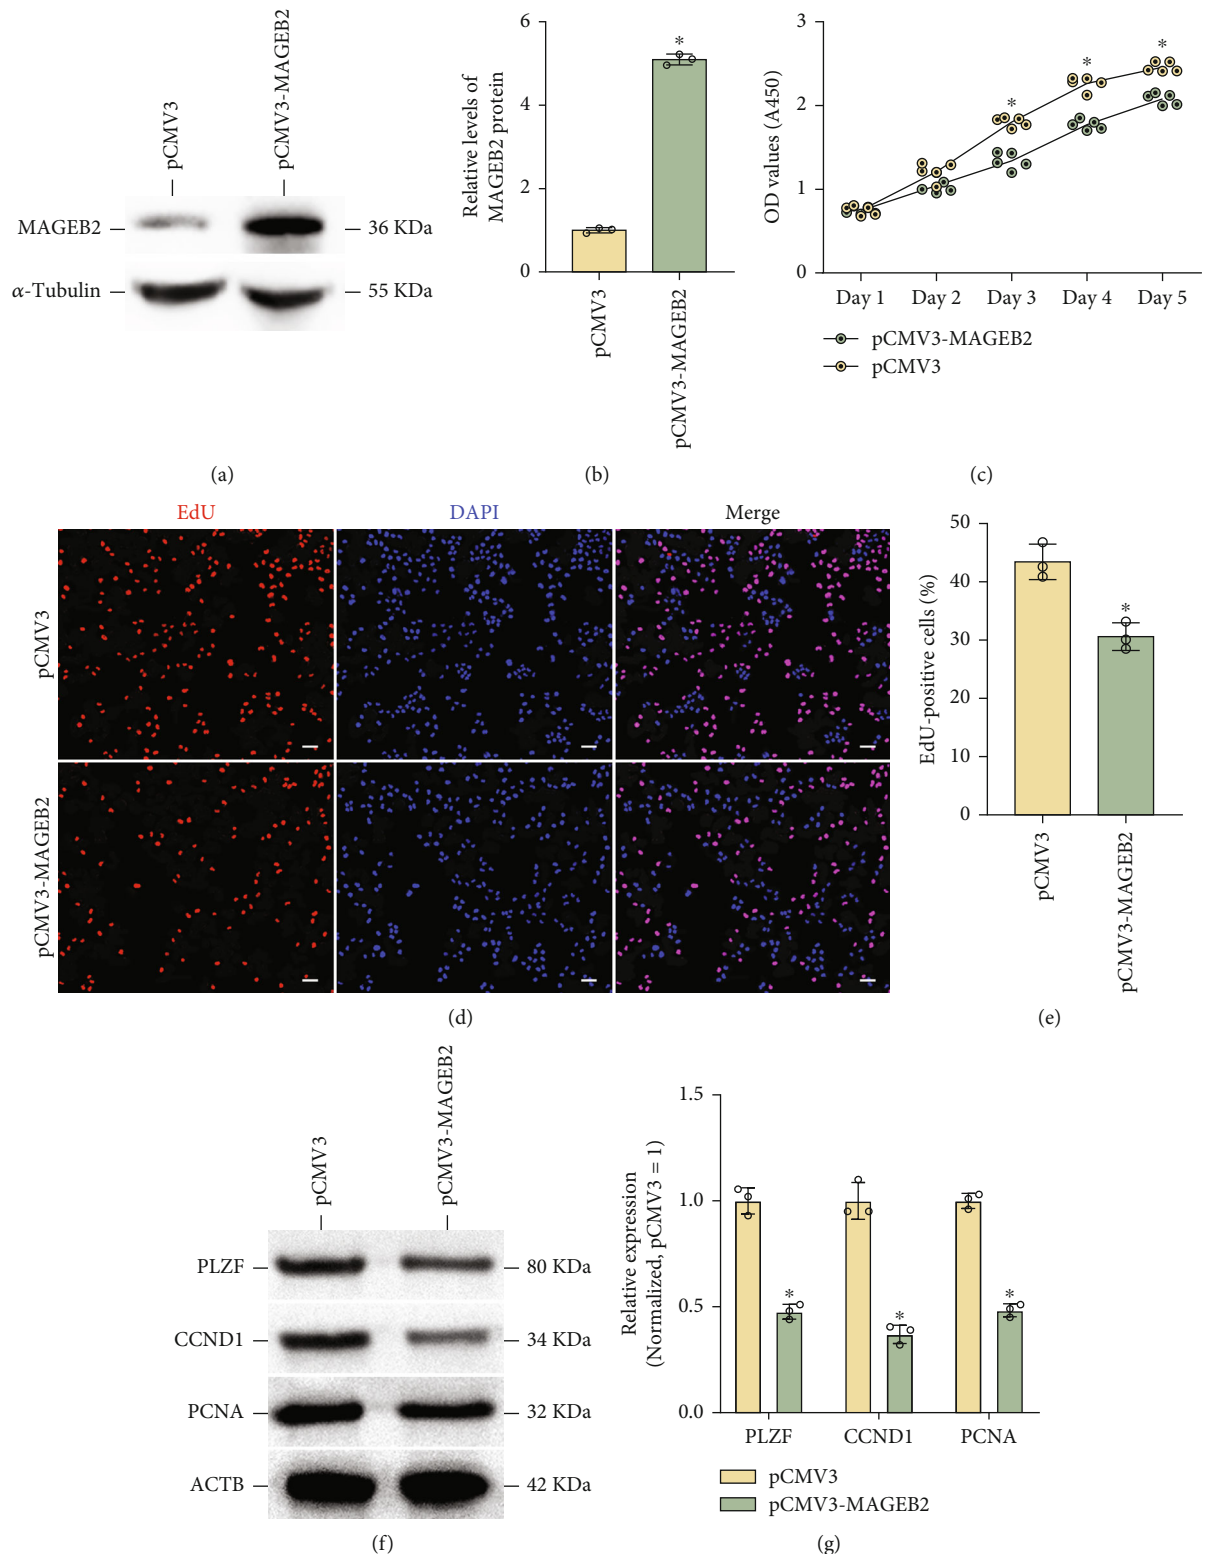 pCMV3
pCMV3-MAGEB2
MAGEB2
36 KDa
α-Tubulin
55 KDa
(a)
Relative levels of
MAGEB2 protein
6
4
2
0
*
pCMV3
pCMV3-MAGEB2
(b)
OD values (A450)
3
2
1
0
*
*
*
Day 1 Day 2 Day 3 Day 4 Day 5
pCMV3-MAGEB2
pCMV3
(c)
EdU DAPI Merge
pCMV3
pCMV3-MAGEB2
(d)
EdU-positive cells (%)
50
40
30
20
10
0
*
pCMV3
pCMV3-MAGEB2
(e)
pCMV3
pCMV3-MAGEB2
PLZF
80 KDa
CCND1
34 KDa
PCNA
32 KDa
ACTB
42 KDa
(f)
Relative expression
(Normalized, pCMV3 = 1)
1.5
1.0
0.5
0.0
*
*
*
PLZF CCND1 PCNA
pCMV3
pCMV3-MAGEB2
(g)